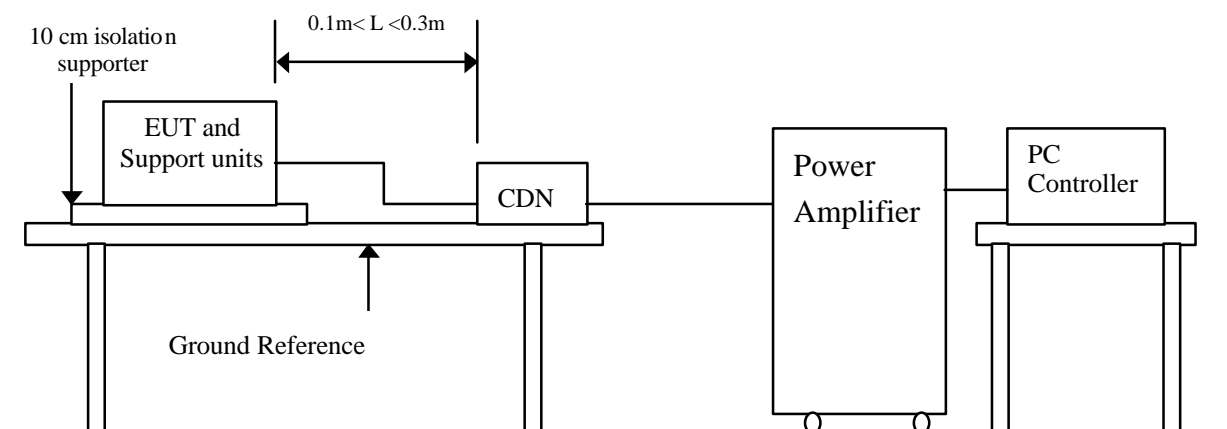 0.1m< L <0.3m
10 cm isolation
supporter
EUT and
Support units
CDN
Power
Amplifier
PC
Controller
Ground Reference